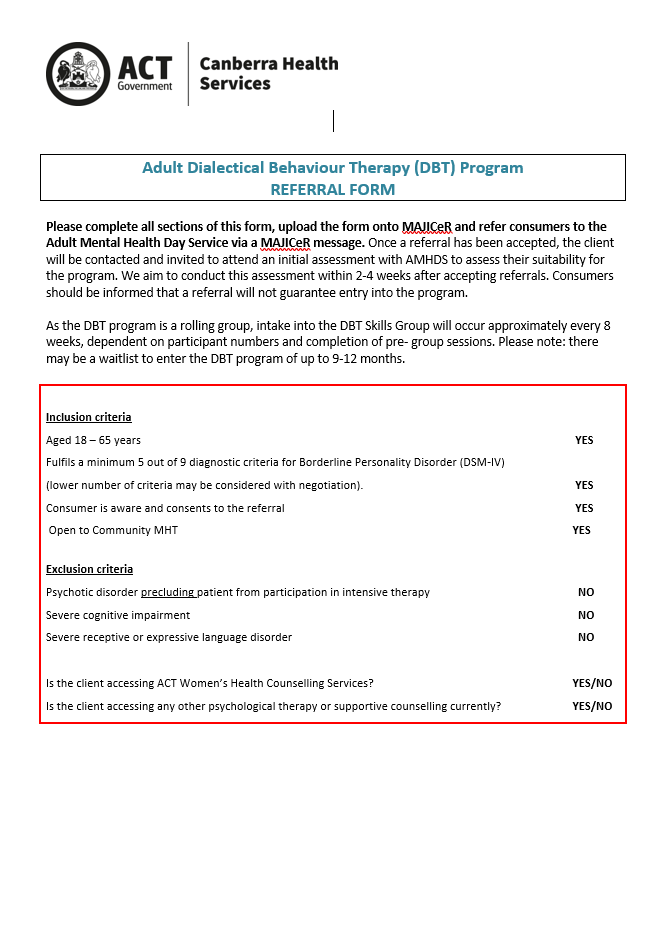 ACT
Government
Canberra Health
Services
Adult Dialectical Behaviour Therapy (DBT) Program
REFERRAL FORM
Please complete all sections of this form, upload the form onto MAJICeR and refer consumers to the
Adult Mental Health Day Service via a MAJICeR message. Once a referral has been accepted, the client
will be contacted and invited to attend an initial assessment with AMHDS to assess their suitability for
the program. We aim to conduct this assessment within 2-4 weeks after accepting referrals. Consumers
should be informed that a referral will not guarantee entry into the program.
As the DBT program is a rolling group, intake into the DBT Skills Group will occur approximately every 8
weeks, dependent on participant numbers and completion of pre- group sessions. Please note: there
may be a waitlist to enter the DBT program of up to 9-12 months.
Inclusion criteria
Aged 18 – 65 years YES
Fulfils a minimum 5 out of 9 diagnostic criteria for Borderline Personality Disorder (DSM-IV)
(lower number of criteria may be considered with negotiation). YES
Consumer is aware and consents to the referral YES
Open to Community MHT YES
Exclusion criteria
Psychotic disorder precluding patient from participation in intensive therapy NO
Severe cognitive impairment NO
Severe receptive or expressive language disorder NO
Is the client accessing ACT Women's Health Counselling Services? YES/NO
Is the client accessing any other psychological therapy or supportive counselling currently? YES/NO